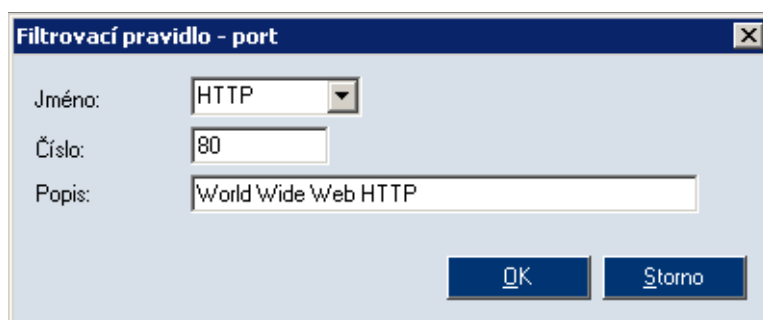 Filtrovací pravidlo - port
Jméno: HTTP
Číslo: 80
Popis: World Wide Web HTTP
OK Storno